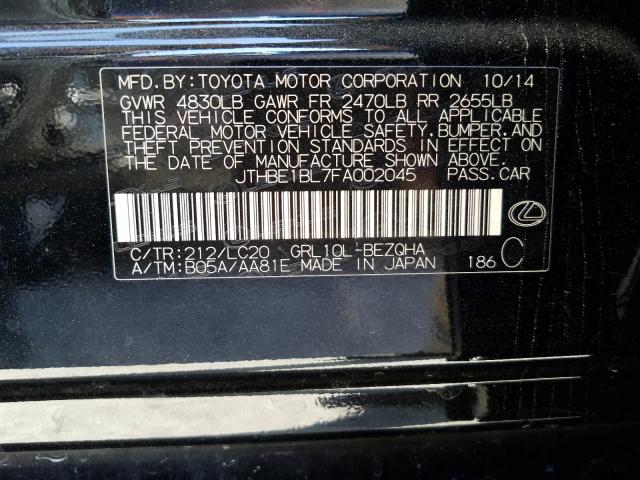 MFD. BY: TOYOTA MOTOR CORPORATION 10/14
GVWR 4830LB GAWR FR 2470LB RR 2655LB
THIS VEHICLE CONFORMS TO ALL APPLICABLE
FEDERAL MOTOR VEHICLE SAFETY, BUMPER, AND
THEFT PREVENTION STANDARDS IN EFFECT ON
THE DATE OF MANUFACTURE SHOWN ABOVE.
JTHBE1BL7FA002045 PASS. CAR
C/TR: 212/LC20 GRL10L-BEZQHA
A/TM: B05A/AA81E MADE IN JAPAN 186 C